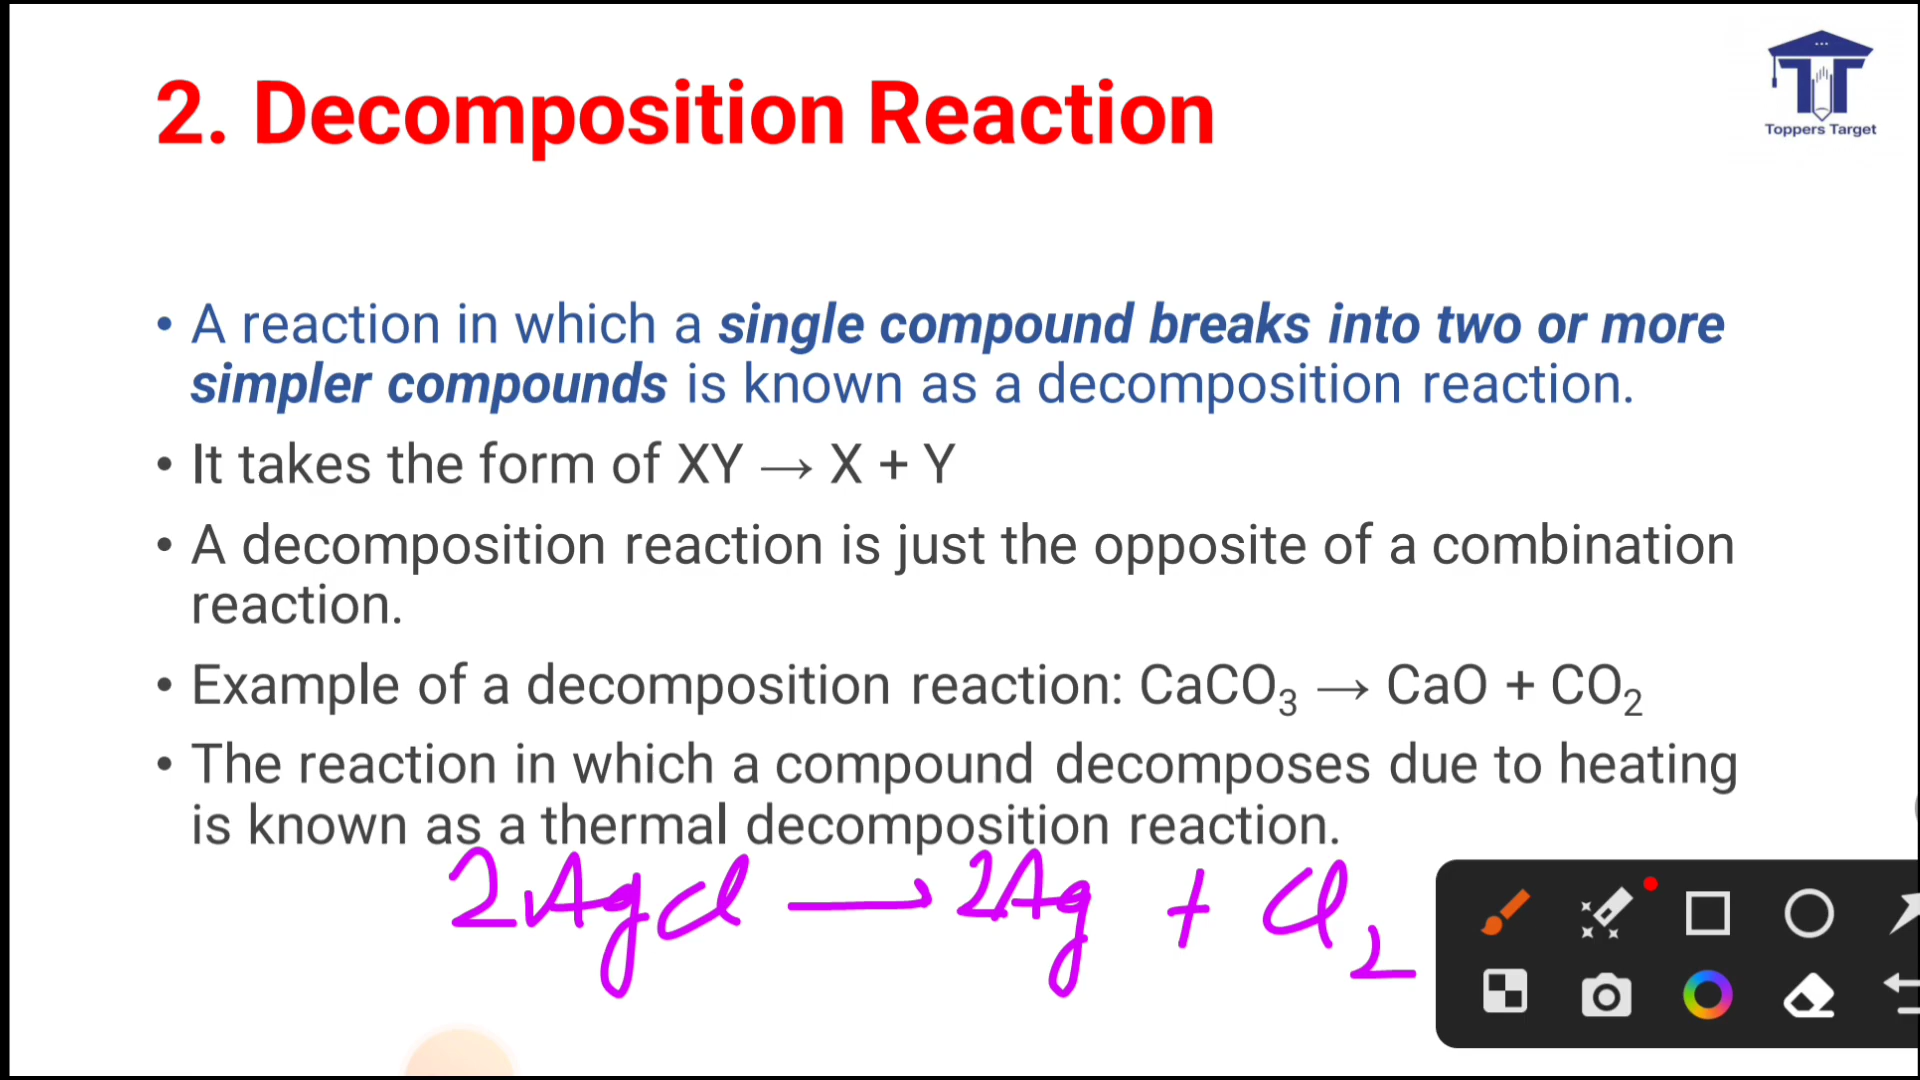 2. Decomposition Reaction
Toppers Target
• A reaction in which a single compound breaks into two or more
simpler compounds is known as a decomposition reaction.
• It takes the form of XY → X + Y
• A decomposition reaction is just the opposite of a combination
reaction.
• Example of a decomposition reaction: CaCO₃ → CaO + CO₂
• The reaction in which a compound decomposes due to heating
is known as a thermal decomposition reaction.
2AgCl → 2Ag + Cl₂